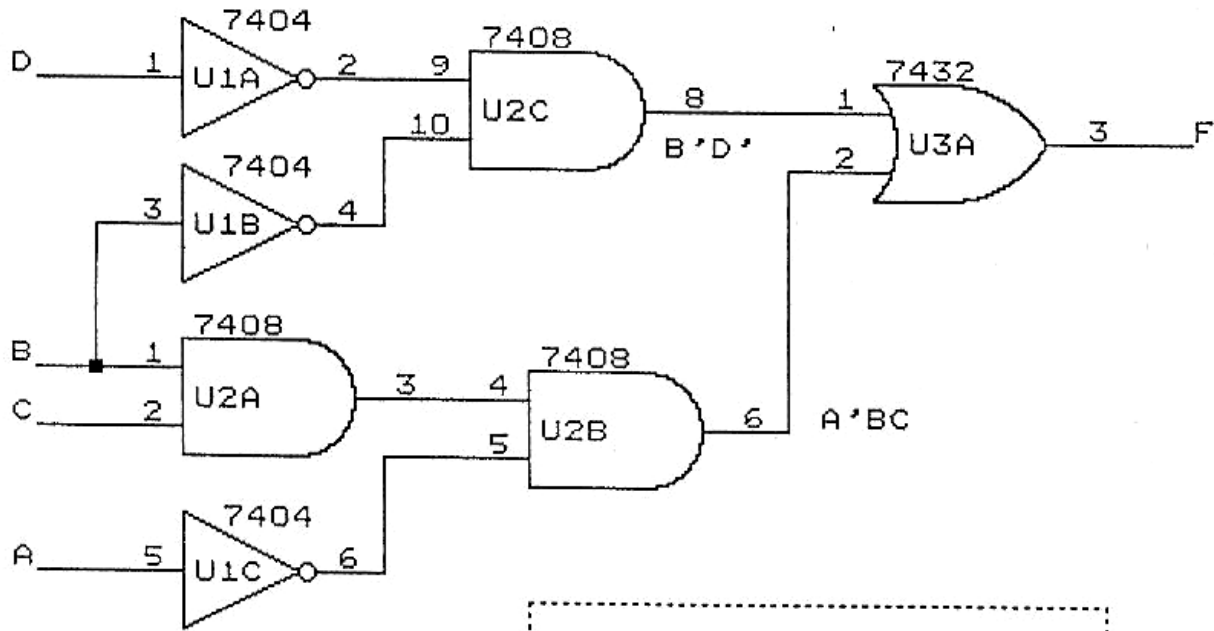 7404
7408
D 1 U1A 2 9
7432
U2C 8 1
10 B'D' U3A 3 F
7404 2
3 U1B 4
7408
B 1 7408
U2A 3 4
C 2 U2B 6 A'BC
5
7404
A 5 U1C 6